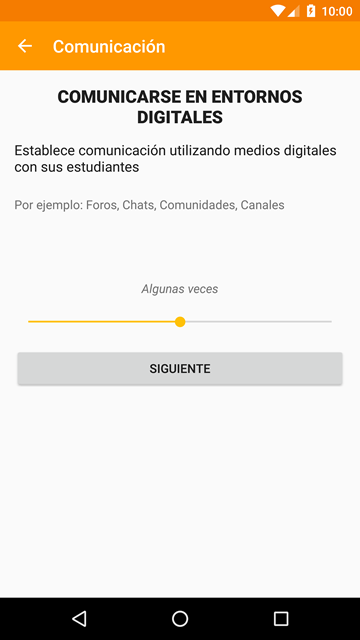 10:00
Comunicación
COMUNICARSE EN ENTORNOS
DIGITALES
Establece comunicación utilizando medios digitales
con sus estudiantes
Por ejemplo: Foros, Chats, Comunidades, Canales
Algunas veces
SIGUIENTE